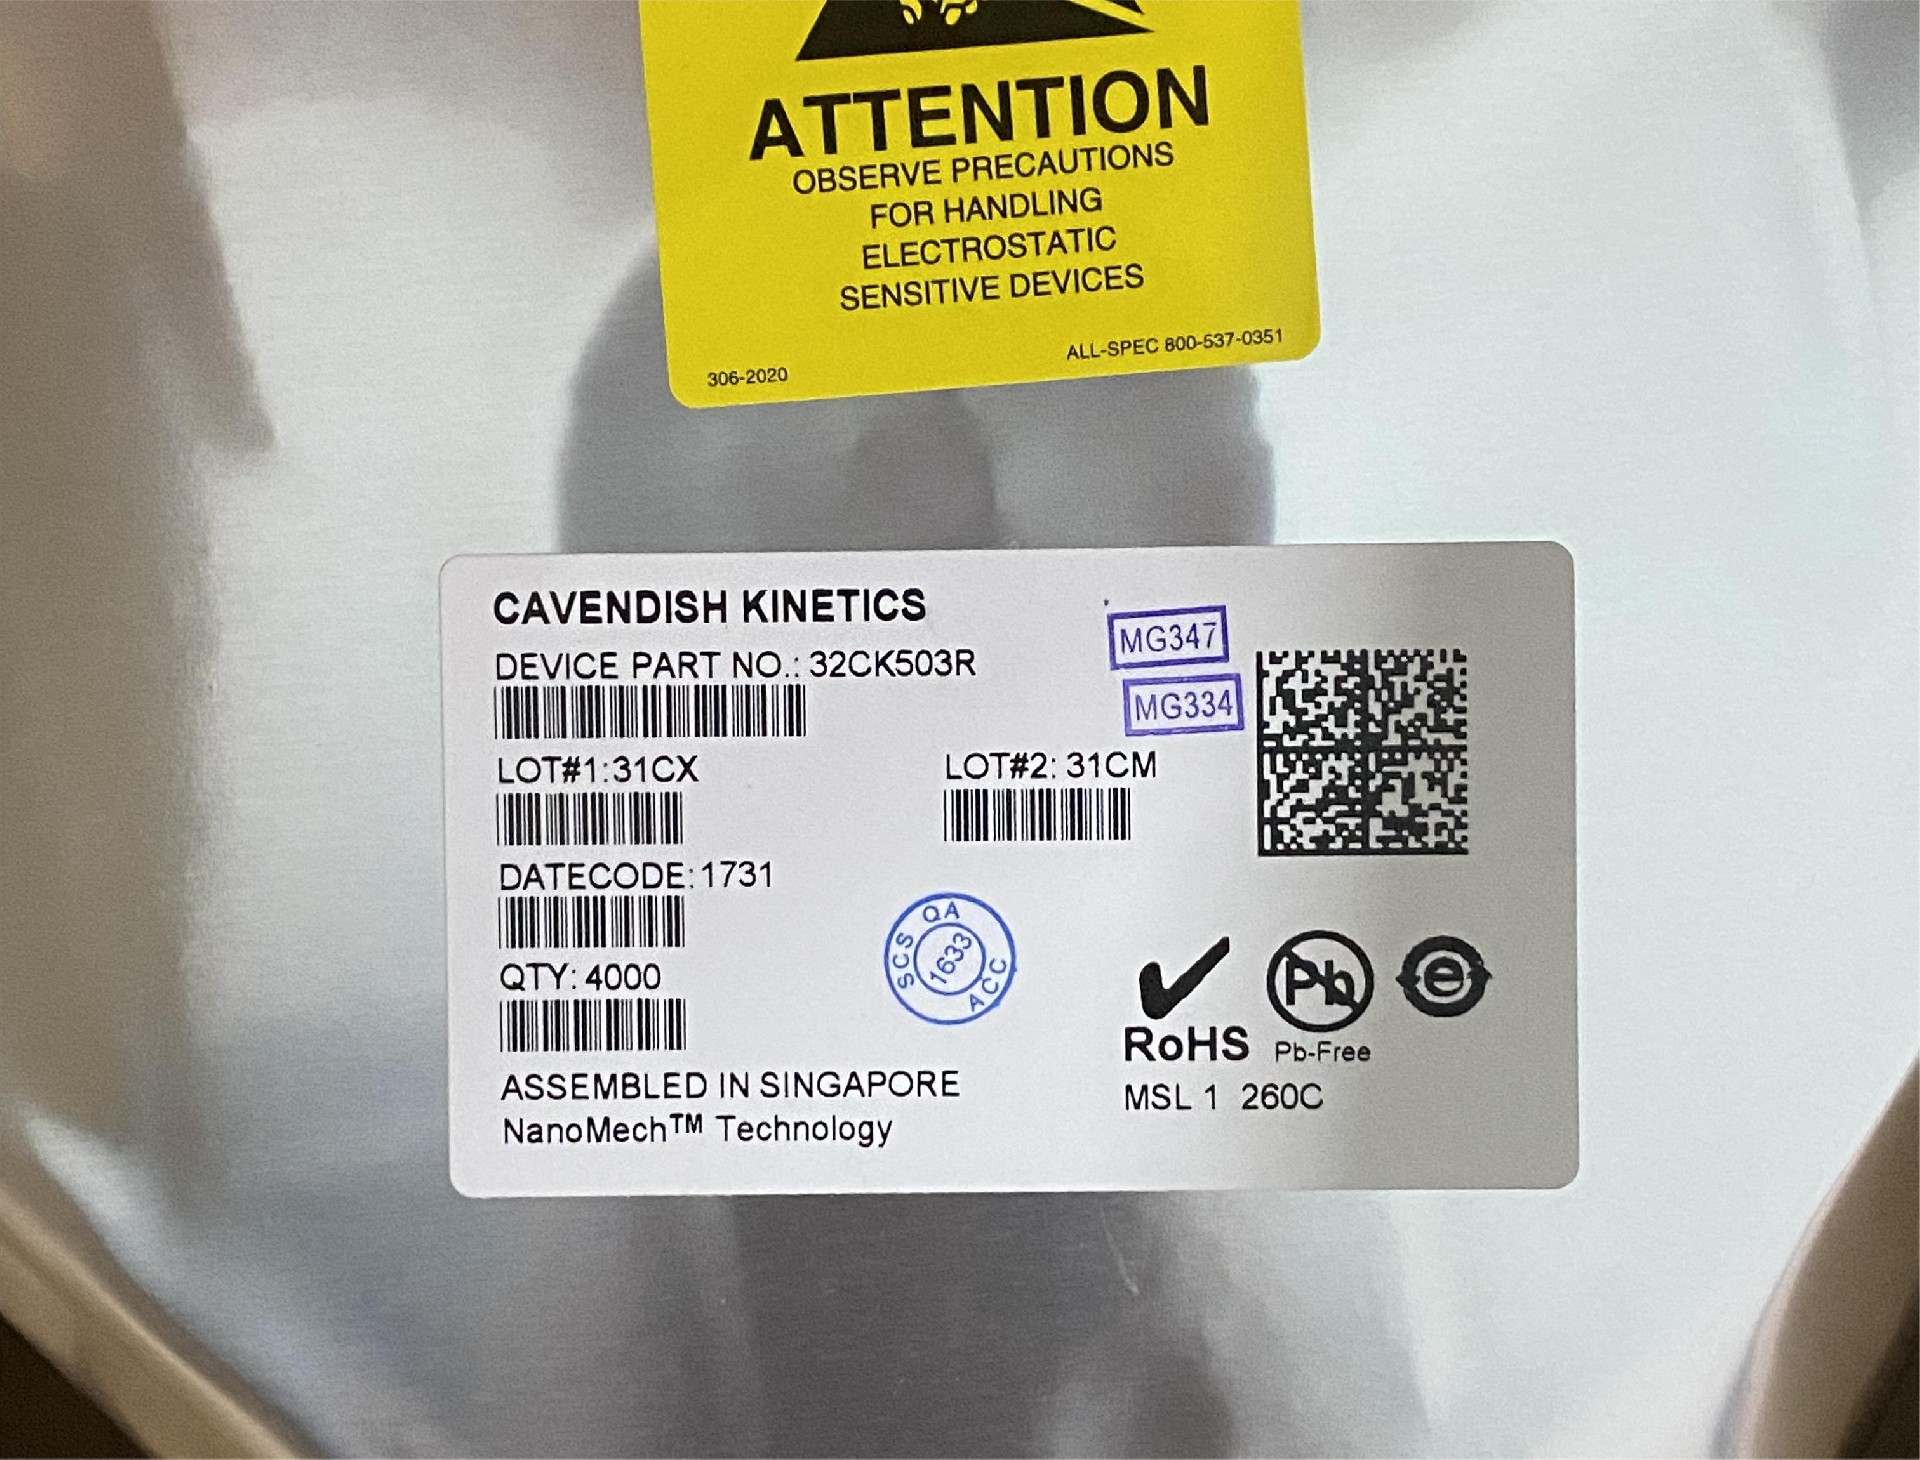 ATTENTION
OBSERVE PRECAUTIONS
FOR HANDLING
ELECTROSTATIC
SENSITIVE DEVICES
306-2020 ALL-SPEC 800-537-0351
CAVENDISH KINETICS
DEVICE PART NO.: 32CK503R
MG347
MG334
LOT#1:31CX LOT#2: 31CM
DATECODE:1731
SCS QA ACC
1633
QTY: 4000
Pb e
RoHS Pb-Free
ASSEMBLED IN SINGAPORE MSL 1 260C
NanoMech™ Technology